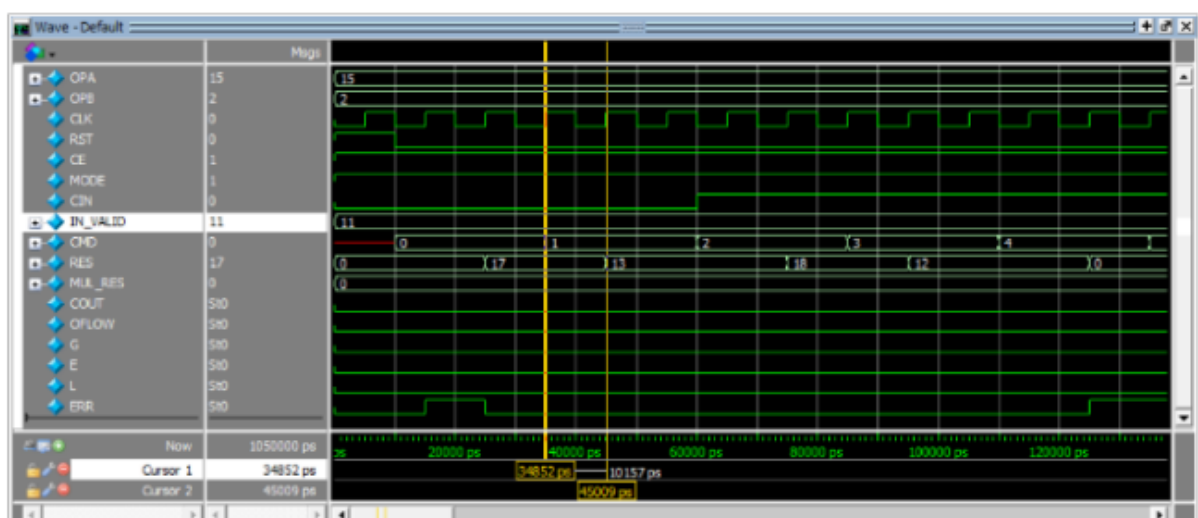 Wave - Default
Msgs
OPA 15 15
OPB 2 2
CLK 0
RST 0
CE 1
MODE 1
CIN 0
IN_VALID 11 11
CMD 0 0 1 2 3 4
RES 17 0 17 13 18 12 0
MUL_RES 0 0
COUT St0
OFLOW St0
G St0
E St0
L St0
ERR St0
Now 1050000 ps ps 20000 ps 40000 ps 60000 ps 80000 ps 100000 ps 120000 ps
Cursor 1 34852 ps 34852 ps 10157 ps
Cursor 2 45009 ps 45009 ps